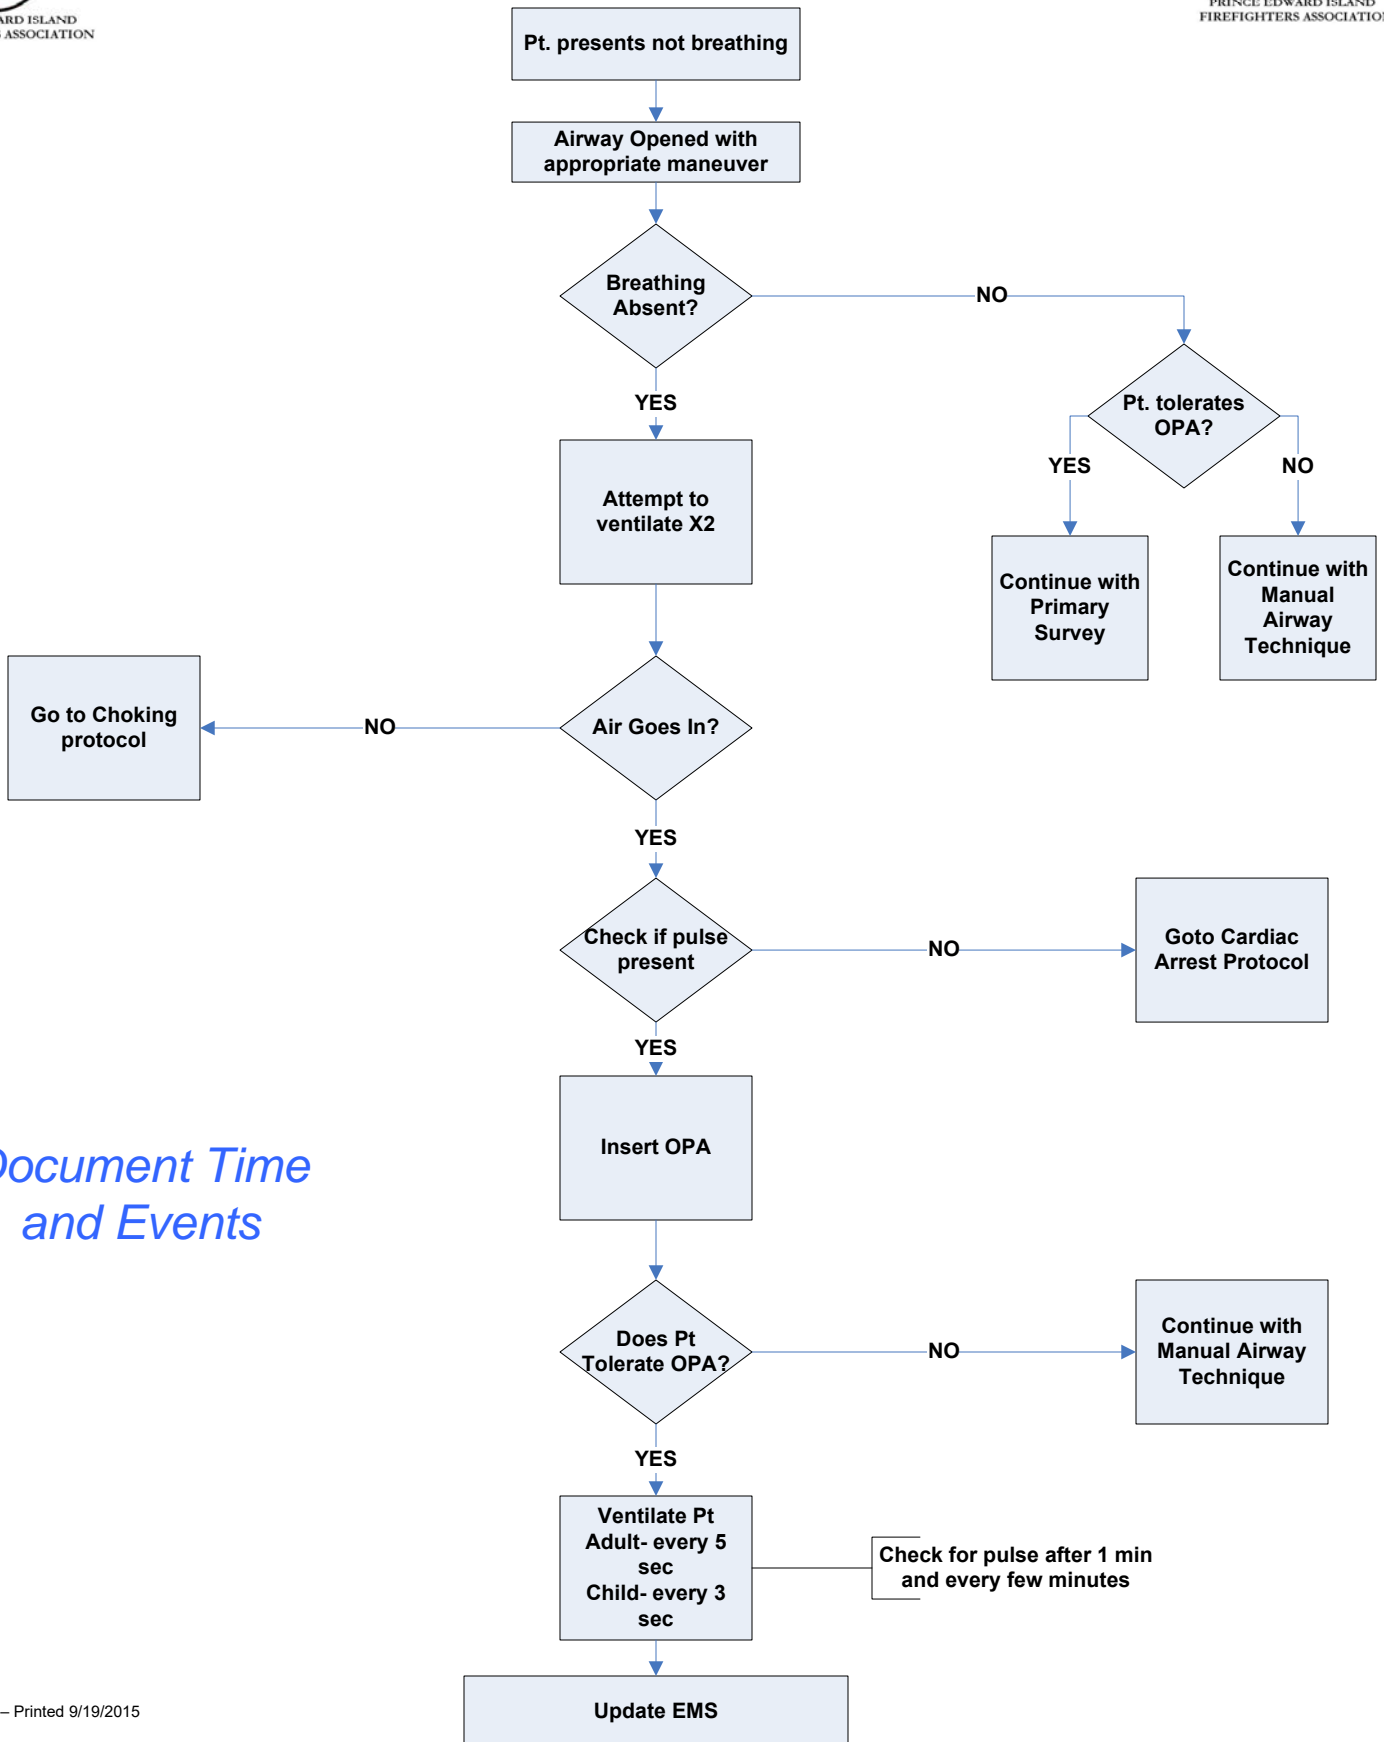 ISLAND
ASSOCIATION
PRINCE EDWARD ISLAND
FIREFIGHTERS ASSOCIATION
Pt. presents not breathing
Airway Opened with
appropriate maneuver
Breathing
Absent?
NO
YES
Pt. tolerates
OPA?
YES
NO
Attempt to
ventilate X2
Continue with
Primary
Survey
Continue with
Manual
Airway
Technique
Go to Choking
protocol
NO
Air Goes In?
YES
Check if pulse
present
NO
Goto Cardiac
Arrest Protocol
YES
Insert OPA
Document Time
and Events
Does Pt
Tolerate OPA?
NO
Continue with
Manual Airway
Technique
YES
Ventilate Pt
Adult- every 5
sec
Child- every 3
sec
Check for pulse after 1 min
and every few minutes
Update EMS
– Printed 9/19/2015